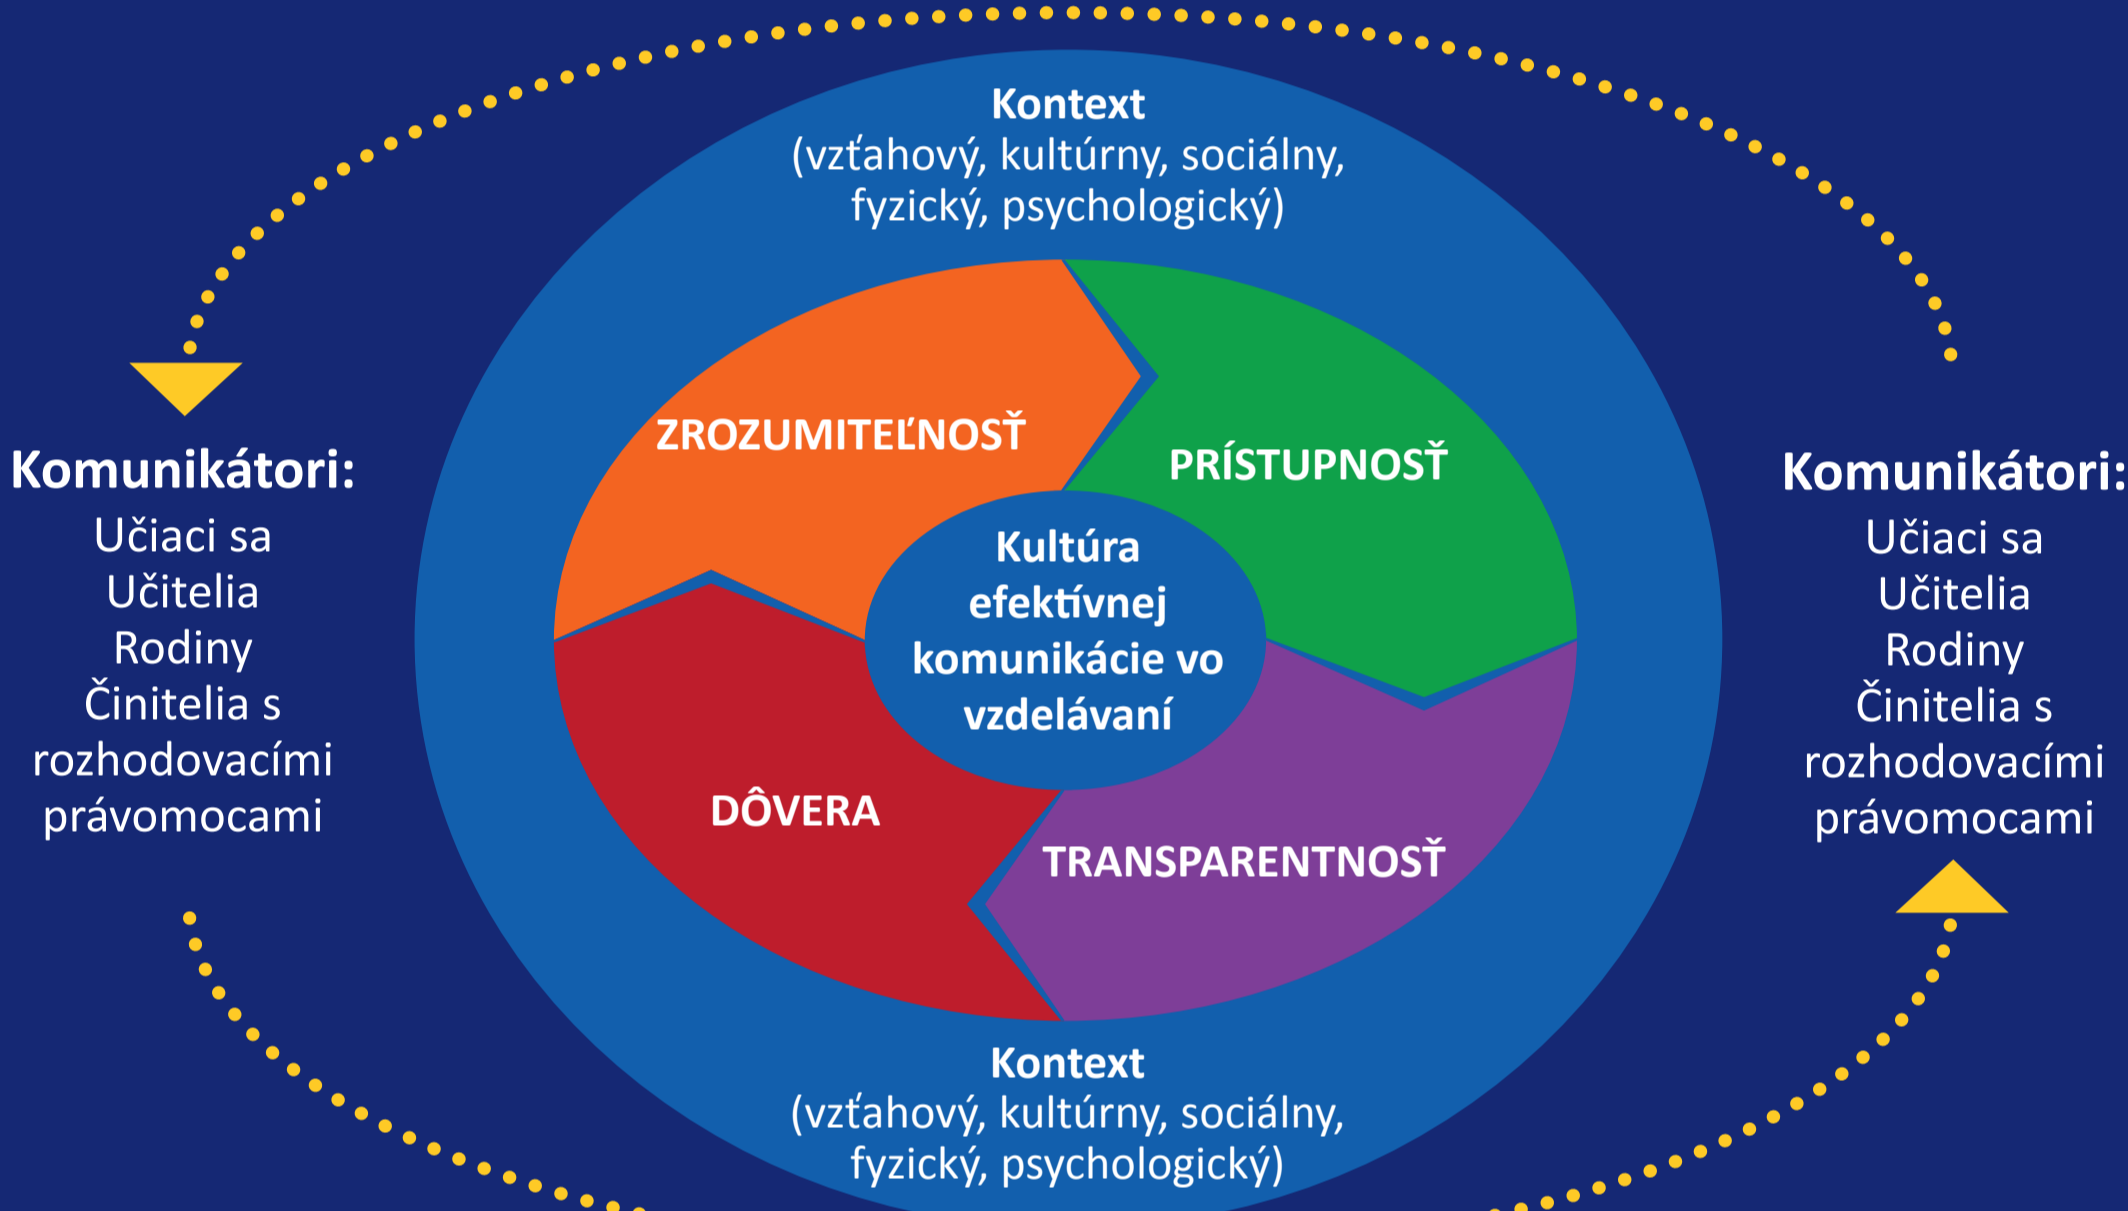 Kontext
(vzťahový, kultúrny, sociálny,
fyzický, psychologický)
Komunikátori:
Učiaci sa
Učitelia
Rodiny
Činitelia s
rozhodovacími
právomocami
ZROZUMITEĽNOSŤ
PRÍSTUPNOSŤ
Kultúra
efektívnej
komunikácie vo
vzdelávaní
DÔVERA
TRANSPARENTNOSŤ
Komunikátori:
Učiaci sa
Učitelia
Rodiny
Činitelia s
rozhodovacími
právomocami
Kontext
(vzťahový, kultúrny, sociálny,
fyzický, psychologický)